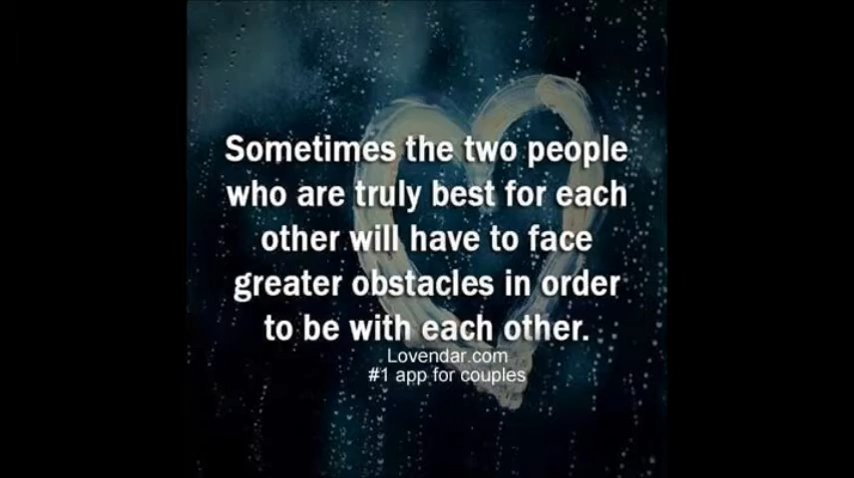 Sometimes the two people
who are truly best for each
other will have to face
greater obstacles in order
to be with each other.
Lovendar.com
#1 app for couples